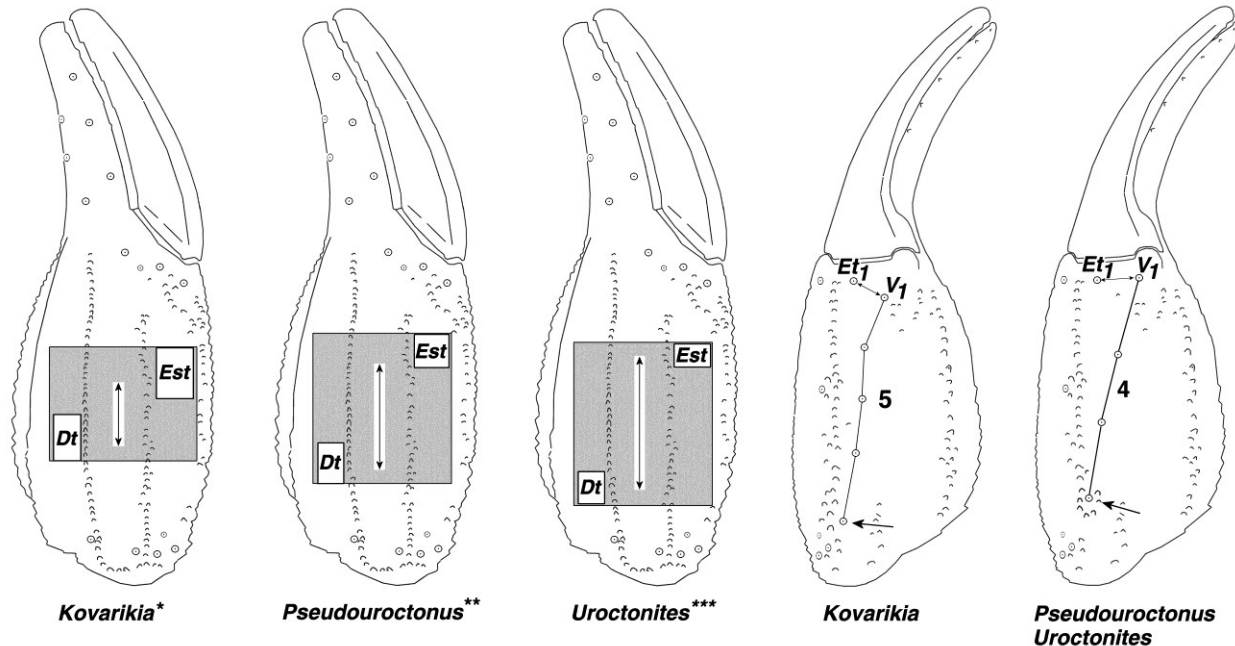 Et1
V1
Et1
V1
Est
Est
Est
5
4
Dt
Dt
Dt
Kovarikia*
Pseudouroctonus**
Uroctonites***
Kovarikia
Pseudouroctonus
Uroctonites